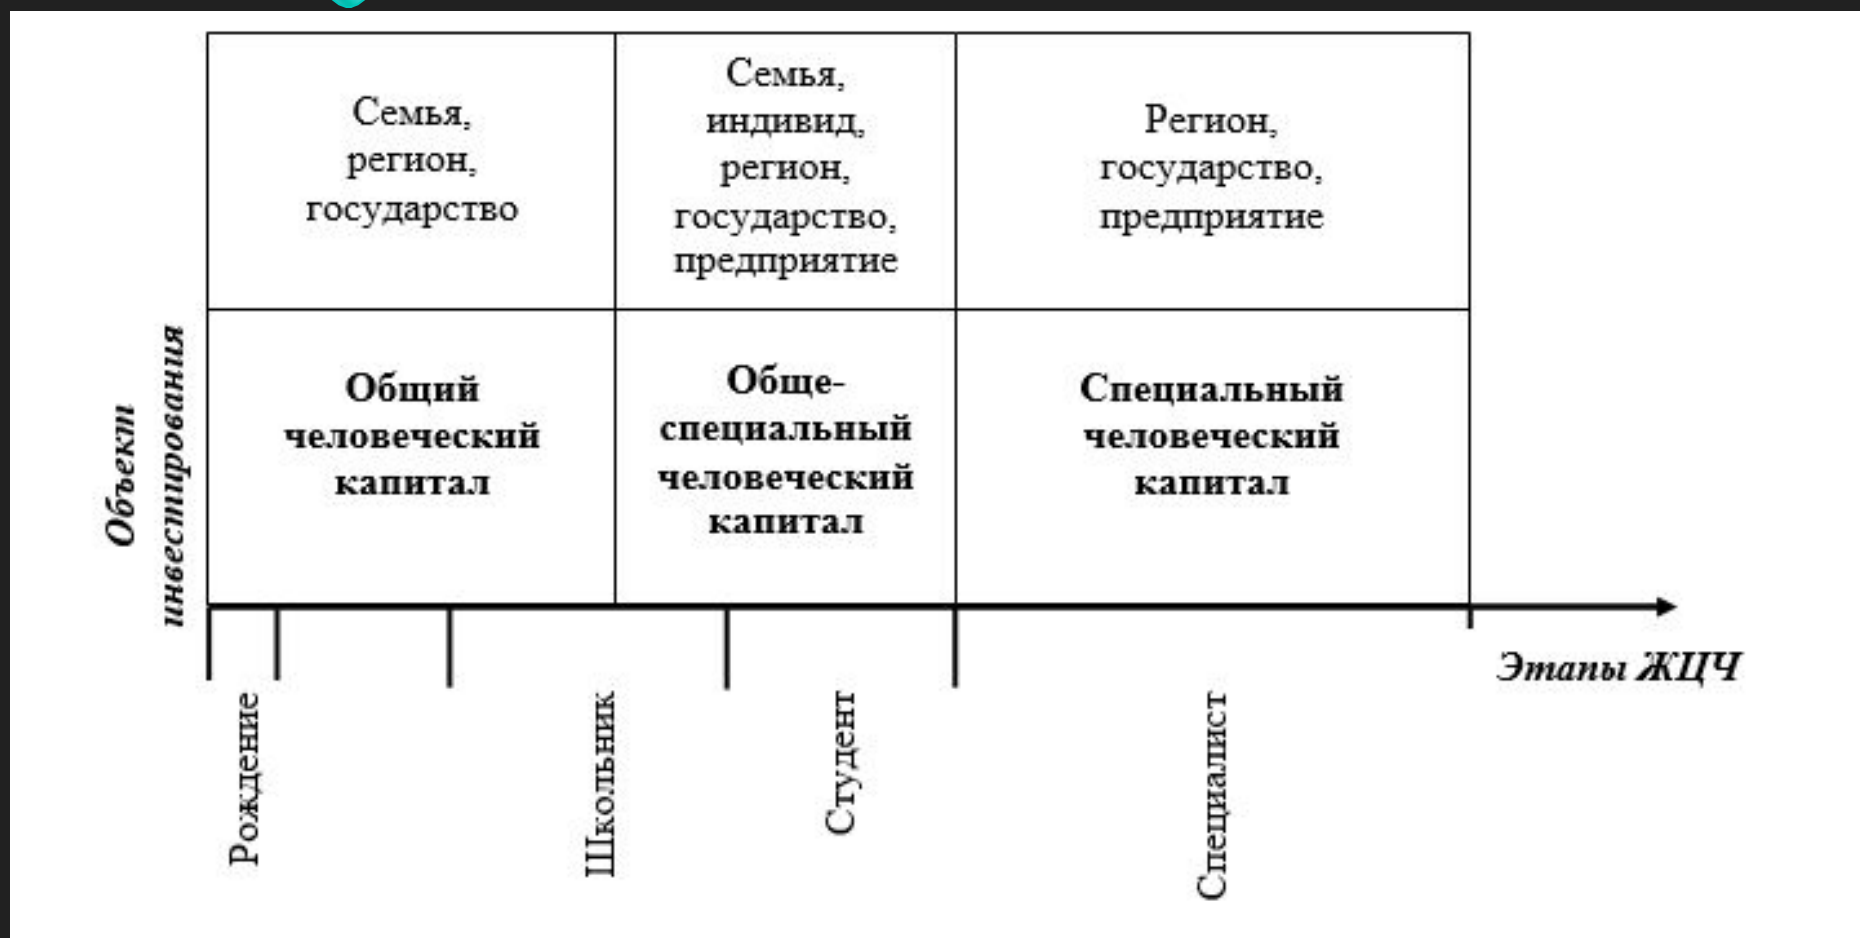 Семья,
регион,
государство
Семья,
индивид,
регион,
государство,
предприятие
Регион,
государство,
предприятие
Объект
инвестирования
Общий
человеческий
капитал
Обще-
специальный
человеческий
капитал
Специальный
человеческий
капитал
Этапы ЖЦЧ
Рождение
Школьник
Студент
Специалист